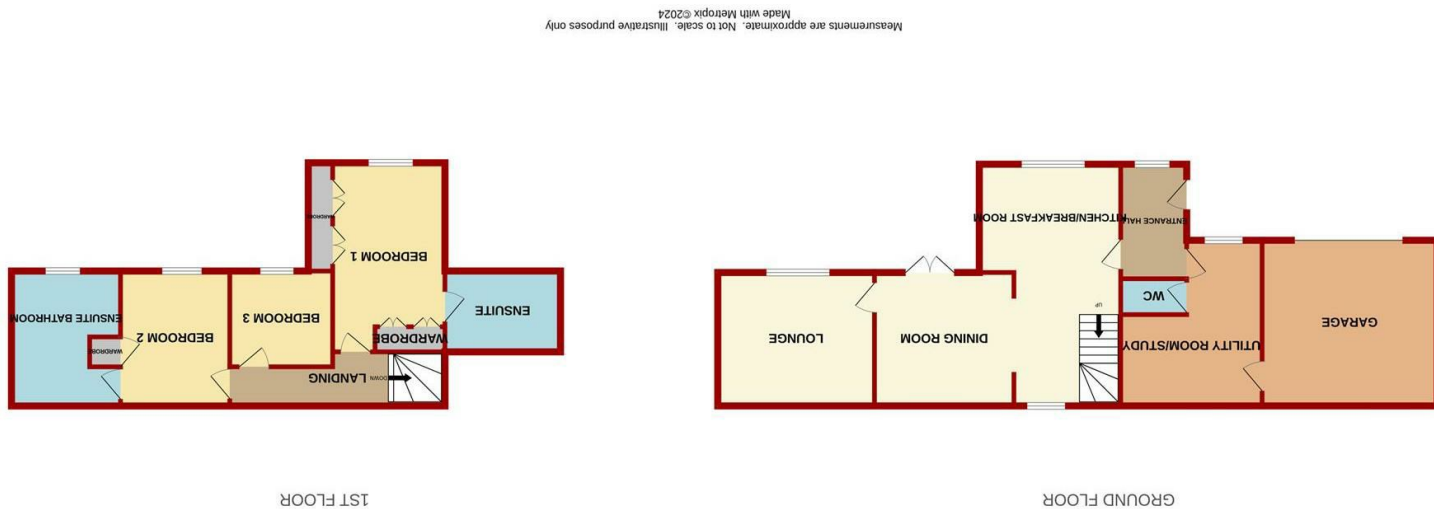 GROUND FLOOR
1ST FLOOR
GARAGE
UTILITY ROOM/STUDY
WC
ENTRANCE HALL
UP
KITCHEN/BREAKFAST ROOM
DINING ROOM
LOUNGE
ENSUITE
WARDROBE
BEDROOM 1
WARDROBE
LANDING
DOWN
BEDROOM 3
BEDROOM 2
WARDROBE
ENSUITE BATHROOM
Measurements are approximate. Not to scale. Illustrative purposes only
Made with Metropix ©2024